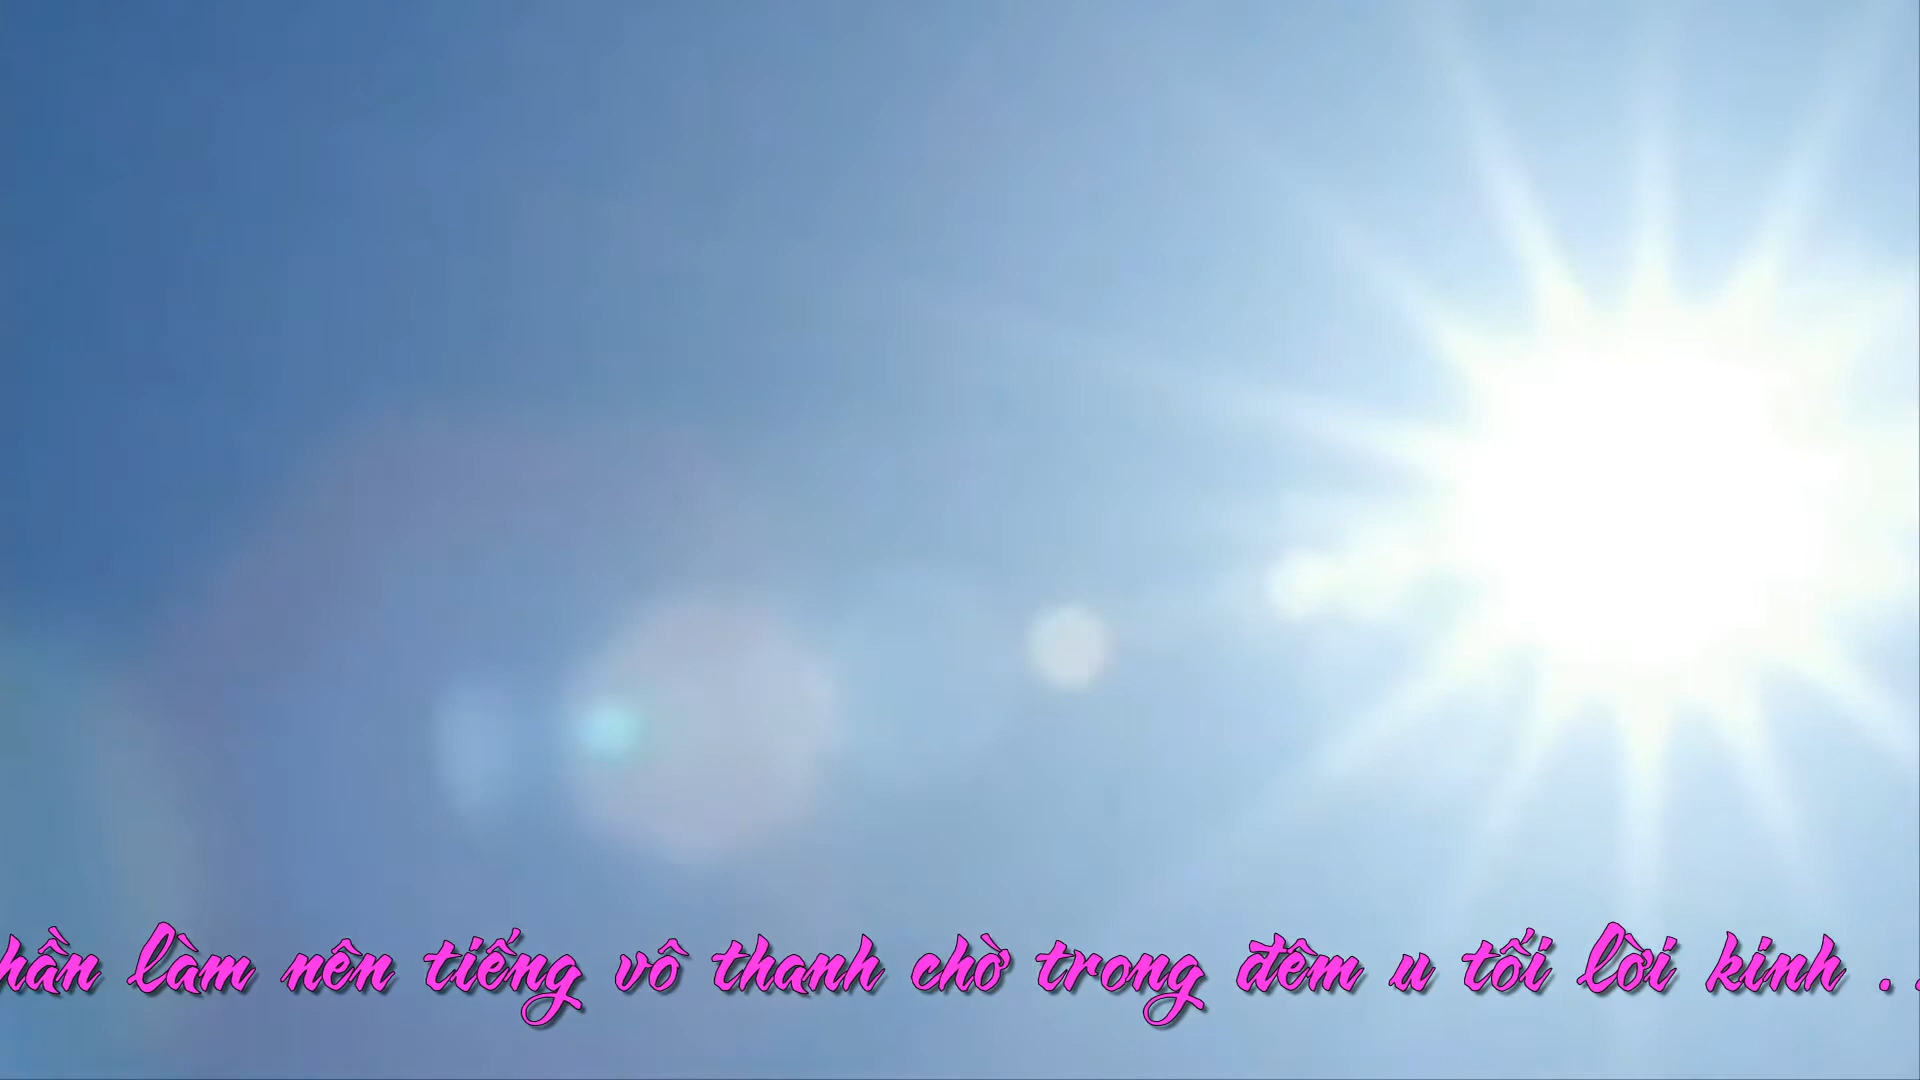 hần làm nên tiếng vô thanh chờ trong đêm u tối lời kinh . .